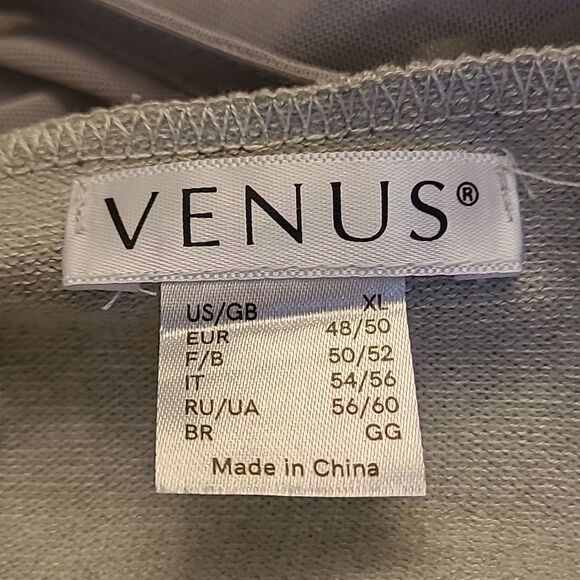 VENUS®
US/GB XL
EUR 48/50
F/B 50/52
IT 54/56
RU/UA 56/60
BR GG
Made in China